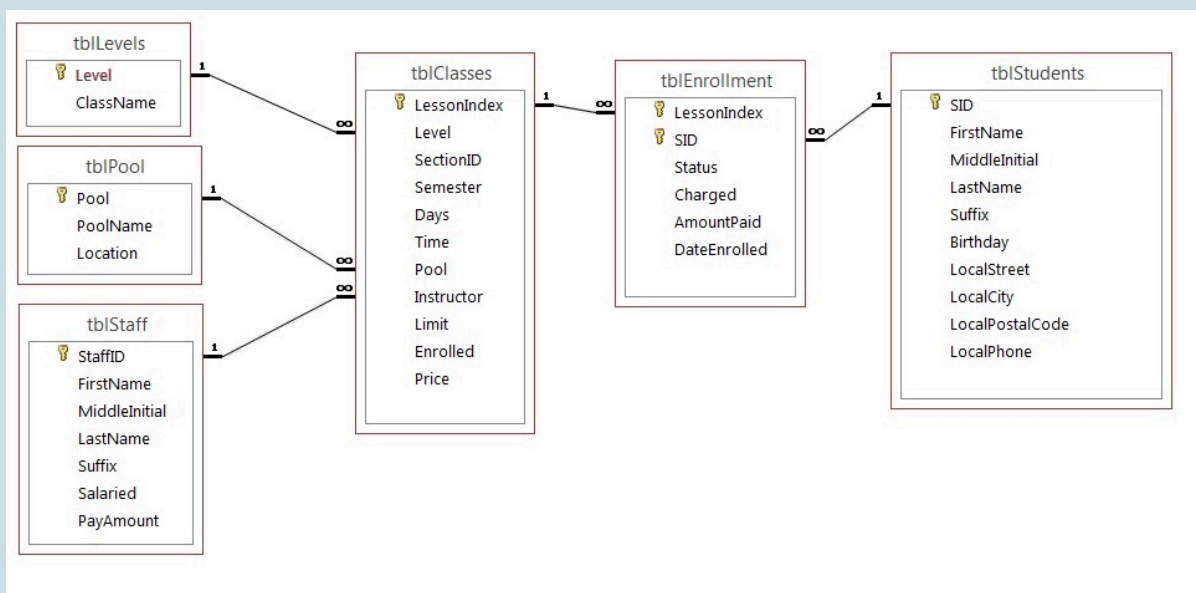 tblLevels
Level
ClassName
tblPool
Pool
PoolName
Location
tblStaff
StaffID
FirstName
MiddleInitial
LastName
Suffix
Salaried
PayAmount
1
∞
1
∞
1
∞
tblClasses
LessonIndex
Level
SectionID
Semester
Days
Time
Pool
Instructor
Limit
Enrolled
Price
1
∞
tblEnrollment
LessonIndex
SID
Status
Charged
AmountPaid
DateEnrolled
∞
1
tblStudents
SID
FirstName
MiddleInitial
LastName
Suffix
Birthday
LocalStreet
LocalCity
LocalPostalCode
LocalPhone